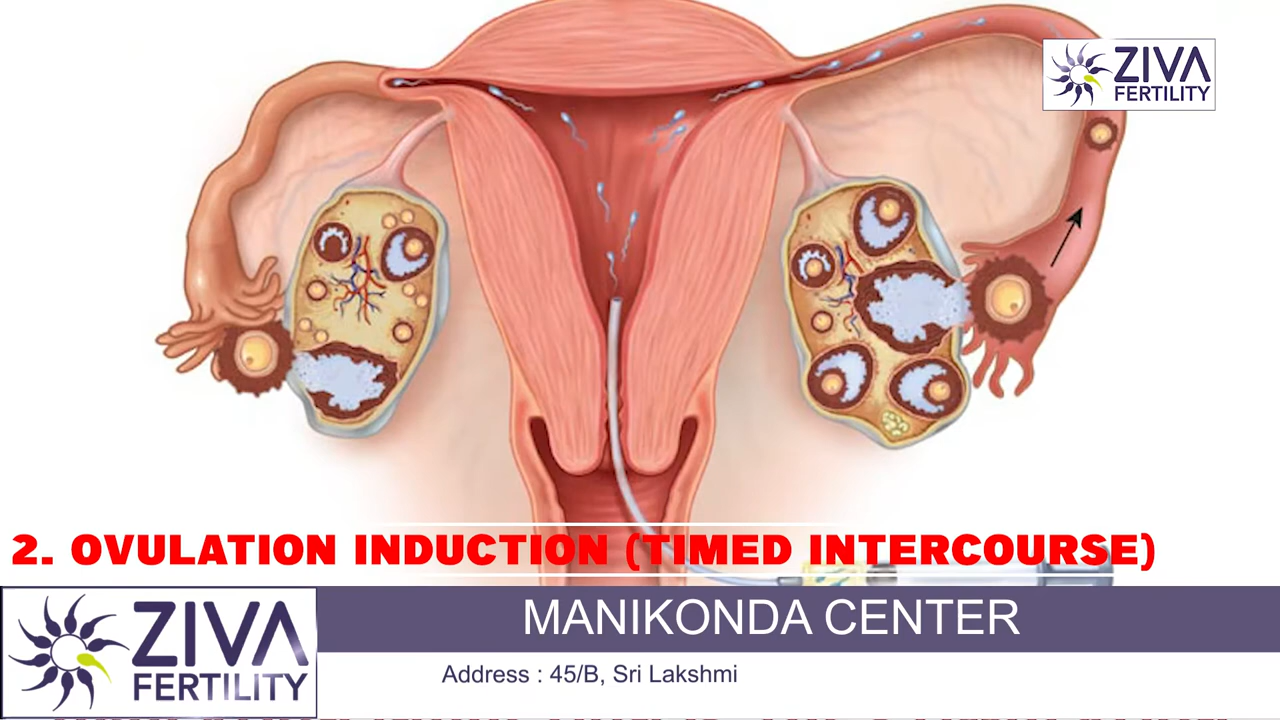 ZIVA
FERTILITY
2. OVULATION INDUCTION (TIMED INTERCOURSE)
ZIVA
FERTILITY
MANIKONDA CENTER
Address : 45/B, Sri Lakshmi